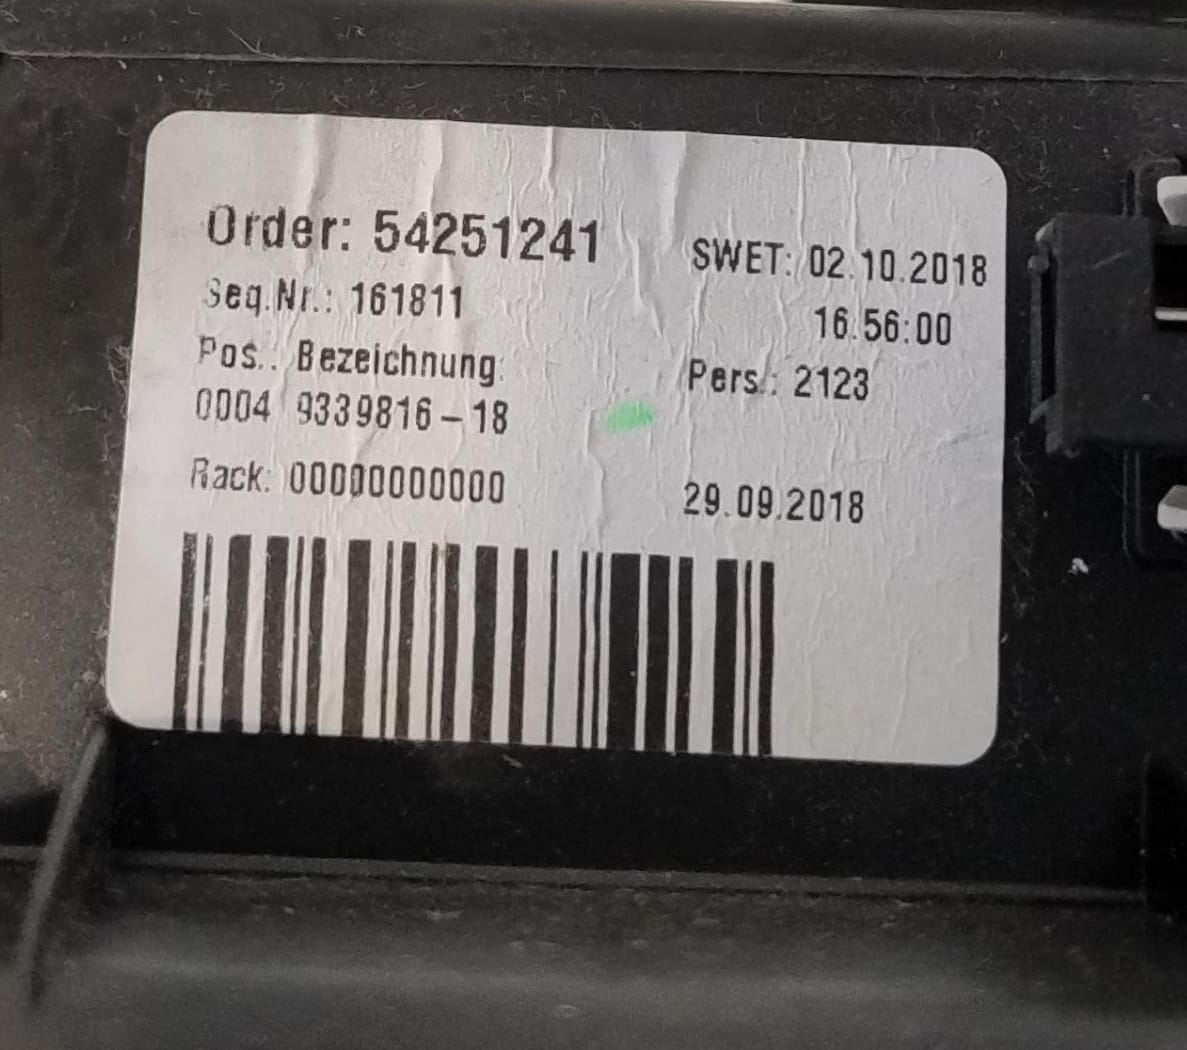 Order: 54251241
SWET: 02.10.2018
Seq.Nr.: 161811
16:56:00
Pos.: Bezeichnung:
Pers.: 2123
0004 9339816-18
Rack: 00000000000
29.09.2018